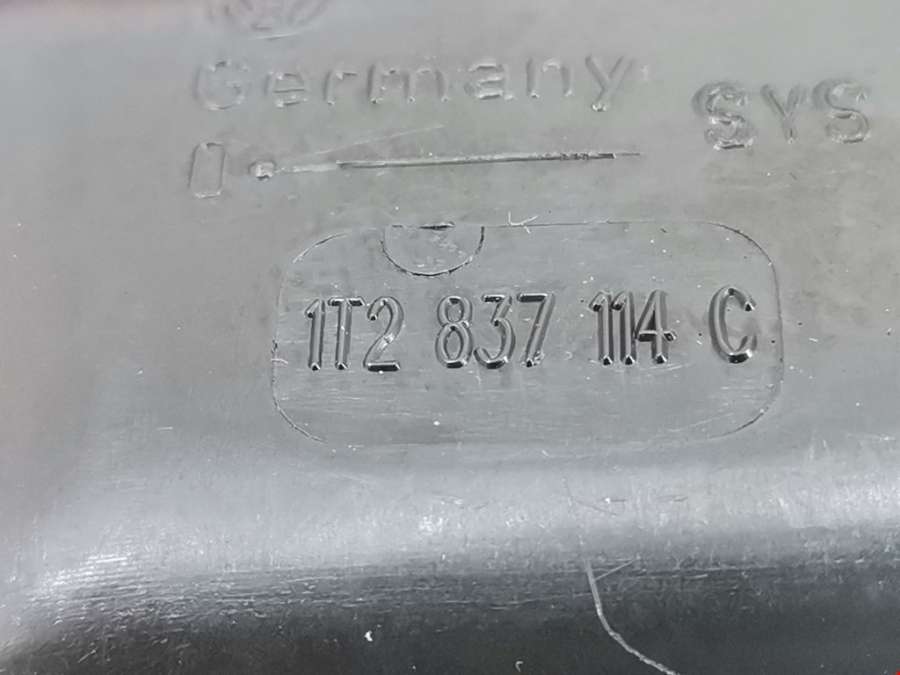 Germany
SYS
1T2 837 114 C